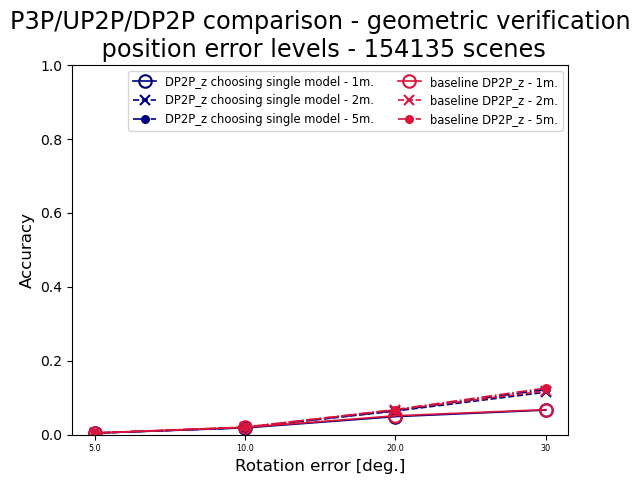 P3P/UP2P/DP2P comparison - geometric verification
position error levels - 154135 scenes
DP2P_z choosing single model - 1m.
DP2P_z choosing single model - 2m.
DP2P_z choosing single model - 5m.
baseline DP2P_z - 1m.
baseline DP2P_z - 2m.
baseline DP2P_z - 5m.
1.0
0.8
0.6
0.4
0.2
0.0
Accuracy
5.0 10.0 20.0 30
Rotation error [deg.]